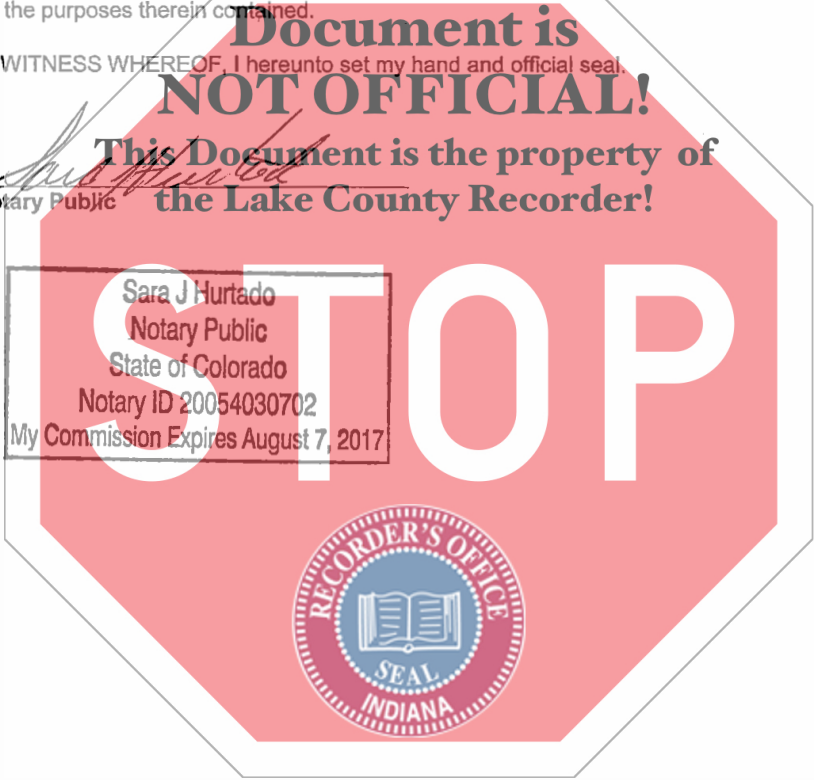 the purposes therein contained.
Document is
WITNESS WHEREOF, I hereunto set my hand and official seal.
NOT OFFICIAL!
This Document is the property of
the Lake County Recorder!
tary Public
Sara J Hurtado
Notary Public
State of Colorado
Notary ID 20054030702
My Commission Expires August 7, 2017
STOP
RECORDER'S OFFICE
SEAL
INDIANA